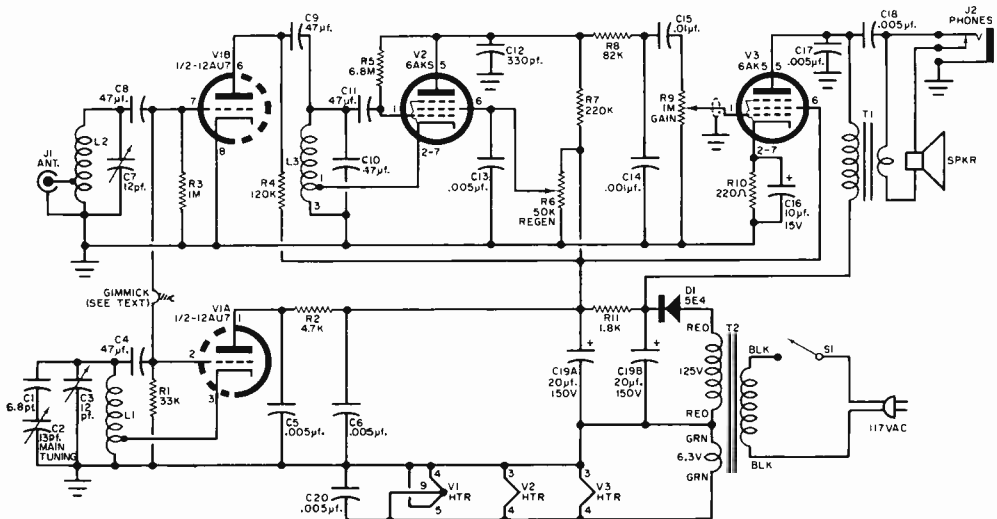 C9
47µf.
C18
.005µf.
J2
PHONES
V1B
1/2-12AU7
6
R5
6.8M
V2
6AK5
5
C12
330pf.
R8
82K
C15
.01µf.
V3
6AK5
5
C17
.005µf.
C8
47µf.
7
8
C11
47µf.
1
6
2-7
R7
220K
R9
1M
GAIN
1
6
2-7
T1
SPKR
J1
ANT.
L2
C7
12pf.
R3
1M
R4
120K
L3
1
3
C10
47µf.
C13
.005µf.
R6
50K
REGEN
C14
.001µf.
R10
220Ω
+
C16
10µf.
15V
GIMMICK
(SEE TEXT)
V1A
1/2-12AU7
1
2
3
R2
4.7K
R11
1.8K
D1
5E4
RED
T2
125V
RED
BLK
S1
BLK
117VAC
C4
47µf.
C1
6.8pf.
C2
13pf.
MAIN
TUNING
C3
12
pf.
L1
R1
33K
C5
.005µf.
C6
.005µf.
+
C19A
20µf.
150V
+
C19B
20µf.
150V
GRN
6.3V
GRN
C20
.005µf.
4
9
5
V1
HTR
3
4
V2
HTR
3
4
V3
HTR